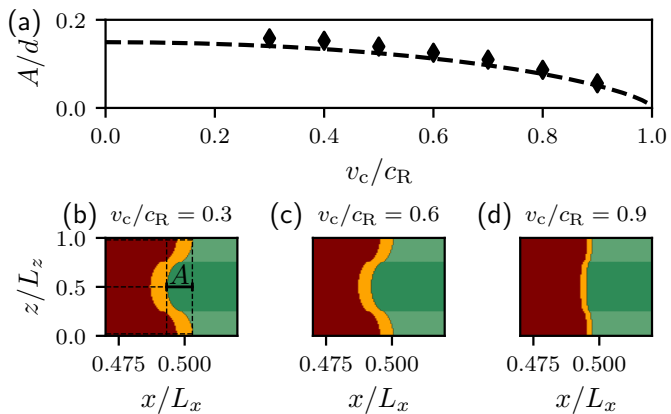 (a)
0.2
0.0
A/d
0.0 0.2 0.4 0.6 0.8 1.0
v_c/c_R
(b) v_c/c_R = 0.3
(c) v_c/c_R = 0.6
(d) v_c/c_R = 0.9
1.0
0.5
0.0
z/L_z
A
0.475 0.500
0.475 0.500
0.475 0.500
x/L_x
x/L_x
x/L_x